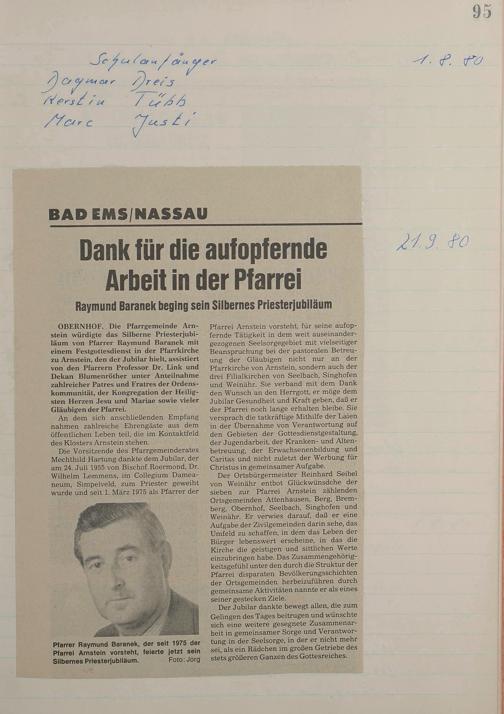 95
Schulanfänger
1. 8. 80
Dagmar Dreis
Kerstin Tübb
Marc Justi
BAD EMS/NASSAU
21. 9. 80
Dank für die aufopfernde
Arbeit in der Pfarrei
Raymund Baranek beging sein Silbernes Priesterjubiläum
OBERNHOF. Die Pfarrgemeinde Arn-
stein würdigte das Silberne Priesterjubi-
läum von Pfarrer Raymund Baranek mit
einem Festgottesdienst in der Pfarrkirche
zu Arnstein, den der Jubilar hielt, assistiert
von den Pfarrern Professor Dr. Link und
Dekan Blumenröther unter Anteilnahme
zahlreicher Patres und Fratres der Ordens-
kommunität, der Kongregation der Heilig-
sten Herzen Jesu und Mariae sowie vieler
Gläubigen der Pfarrei.
An dem sich anschließenden Empfang
nahmen zahlreiche Ehrengäste aus dem
öffentlichen Leben teil, die im Kontaktfeld
des Klosters Arnstein stehen.
Die Vorsitzende des Pfarrgemeinderates
Mechthild Hartung dankte dem Jubilar, der
am 24. Juli 1955 von Bischof Roermond, Dr.
Wilhelm Lemmens, im Collegium Damea-
neum, Simpelveld, zum Priester geweiht
wurde und seit 1. März 1975 als Pfarrer der
Pfarrei Arnstein vorsteht, für seine aufop-
fernde Tätigkeit in dem weit auseinander-
gezogenen Seelsorgegebiet mit vielseitiger
Beanspruchung bei der pastoralen Betreu-
ung der Gläubigen nicht nur an der
Pfarrkirche von Arnstein, sondern auch der
drei Filialkirchen von Seelbach, Singhofen
und Weinähr. Sie verband mit dem Dank
den Wunsch an den Herrgott, er möge dem
Jubilar Gesundheit und Kraft geben, daß er
der Pfarrei noch lange erhalten bleibe. Sie
versprach die tatkräftige Mithilfe der Laien
in der Übernahme von Verantwortung auf
den Gebieten der Gottesdienstgestaltung,
der Jugendarbeit, der Kranken- und Alten-
betreuung, der Erwachsenenbildung und
Caritas und nicht zuletzt der Werbung für
Christus in gemeinsamer Aufgabe.
Der Ortsbürgermeister Reinhard Seibel
von Weinähr entbot Glückwünsche der
sieben zur Pfarrei Arnstein zählenden
Ortsgemeinden Attenhausen, Berg, Brem-
berg, Obernhof, Seelbach, Singhofen und
Weinähr. Er verwies darauf, daß er eine
Aufgabe der Zivilgemeinden darin sehe, das
Umfeld zu schaffen, in dem das Leben der
Bürger lebenswert erscheine, in das die
Kirche die geistigen und sittlichen Werte
einzubringen habe. Das Zusammengehörig-
keitsgefühl unter den durch die Struktur der
Pfarrei disparaten Bevölkerungsschichten
der Ortsgemeinden herbeizuführen durch
gemeinsame Aktivitäten nannte er als eines
seiner gesteckten Ziele.
Der Jubilar dankte bewegt allen, die zum
Gelingen des Tages beitrugen und wünschte
sich eine weitere gesegnete Zusammenar-
beit in gemeinsamer Sorge und Verantwor-
tung in der Seelsorge, in der er nicht mehr
sei, als ein Rädchen im großen Getriebe des
stets größeren Ganzen des Gottesreiches.
Pfarrer Raymund Baranek, der seit 1975 der
Pfarrei Arnstein vorsteht, feierte jetzt sein
Silbernes Priesterjubiläum. Foto: Jörg